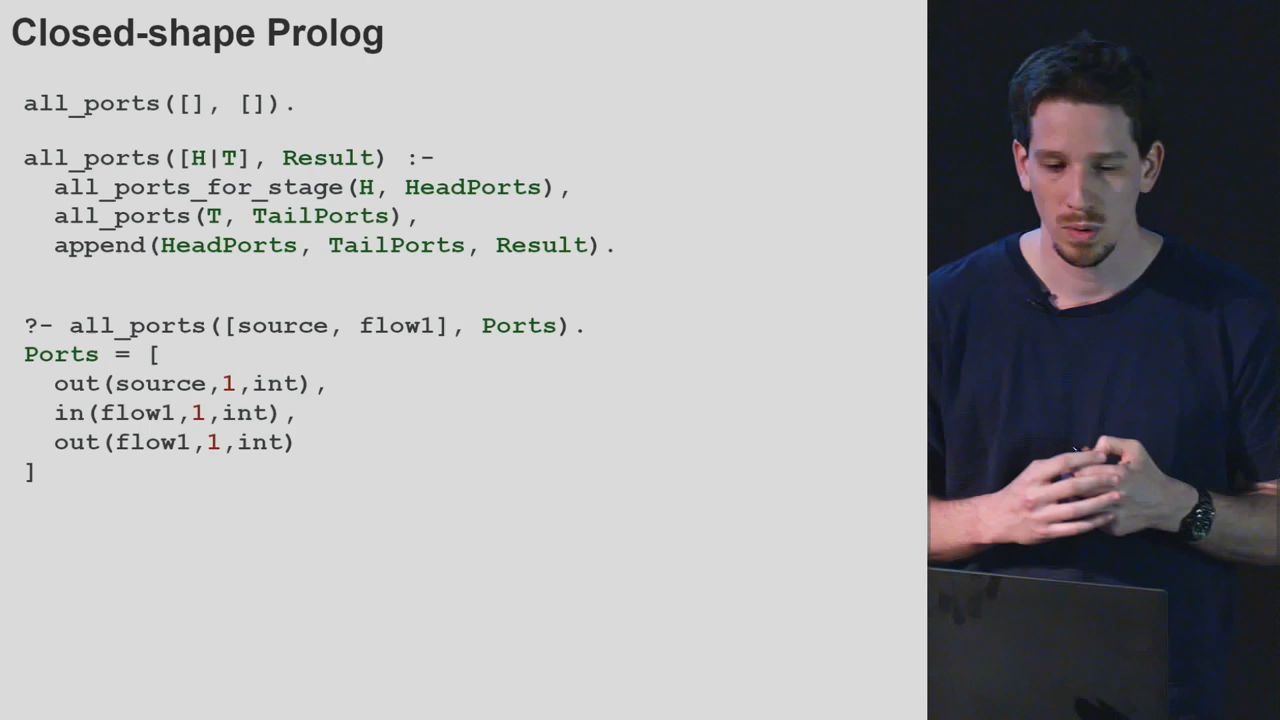 Closed-shape Prolog
all_ports([], []).
all_ports([H|T], Result) :-
all_ports_for_stage(H, HeadPorts),
all_ports(T, TailPorts),
append(HeadPorts, TailPorts, Result).
?- all_ports([source, flow1], Ports).
Ports = [
out(source,1,int),
in(flow1,1,int),
out(flow1,1,int)
]